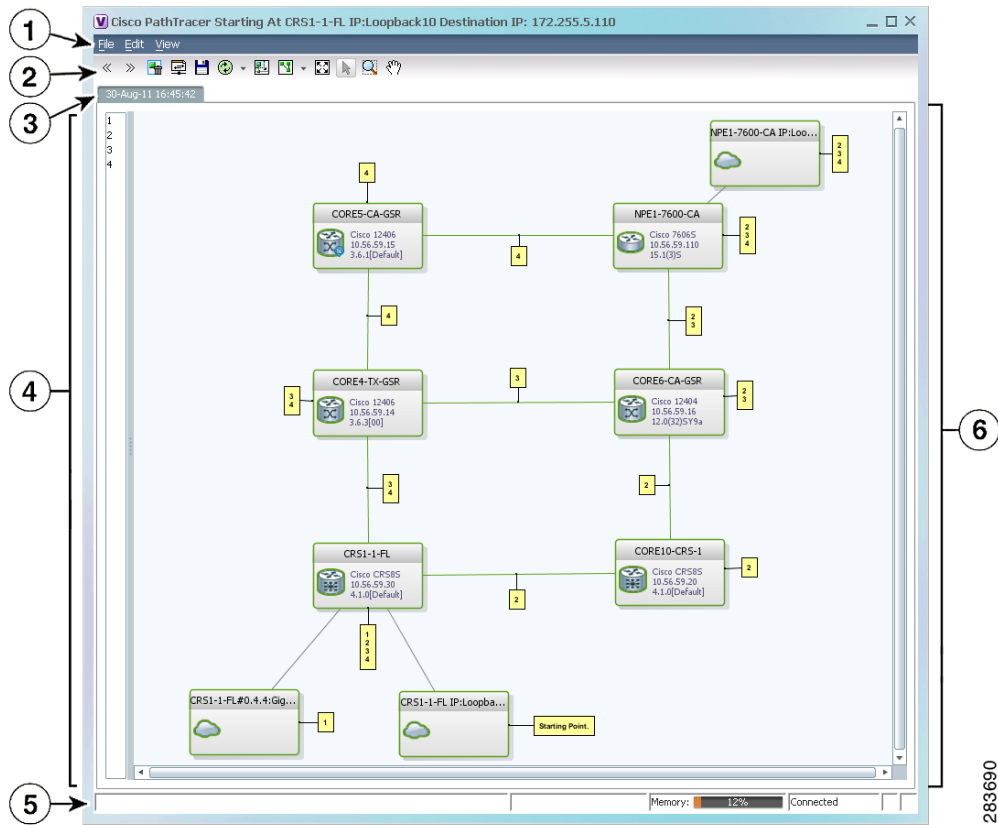 Cisco PathTracer Starting At CRS1-1-FL IP:Loopback10 Destination IP: 172.255.5.110
1
File Edit View
2
3
30-Aug-11 16:45:42
1
2
3
4
NPE1-7600-CA IP:Loo...
2
3
4
4
CORE5-CA-GSR
Cisco 12406
10.56.59.15
3.6.1[Default]
4
NPE1-7600-CA
Cisco 7606S
10.56.59.110
15.1(3)S
2
3
4
4
2
3
4
CORE4-TX-GSR
Cisco 12406
10.56.59.14
3.6.3[00]
3
4
3
CORE6-CA-GSR
Cisco 12404
10.56.59.16
12.0(32)SY9a
2
3
6
3
4
2
CRS1-1-FL
Cisco CRS8S
10.56.59.30
4.1.0[Default]
2
CORE10-CRS-1
Cisco CRS8S
10.56.59.20
4.1.0[Default]
2
1
2
3
4
CRS1-1-FL#0.4.4:Gig...
1
CRS1-1-FL IP:Loopba...
Starting Point.
5
Memory: 12% Connected
283690